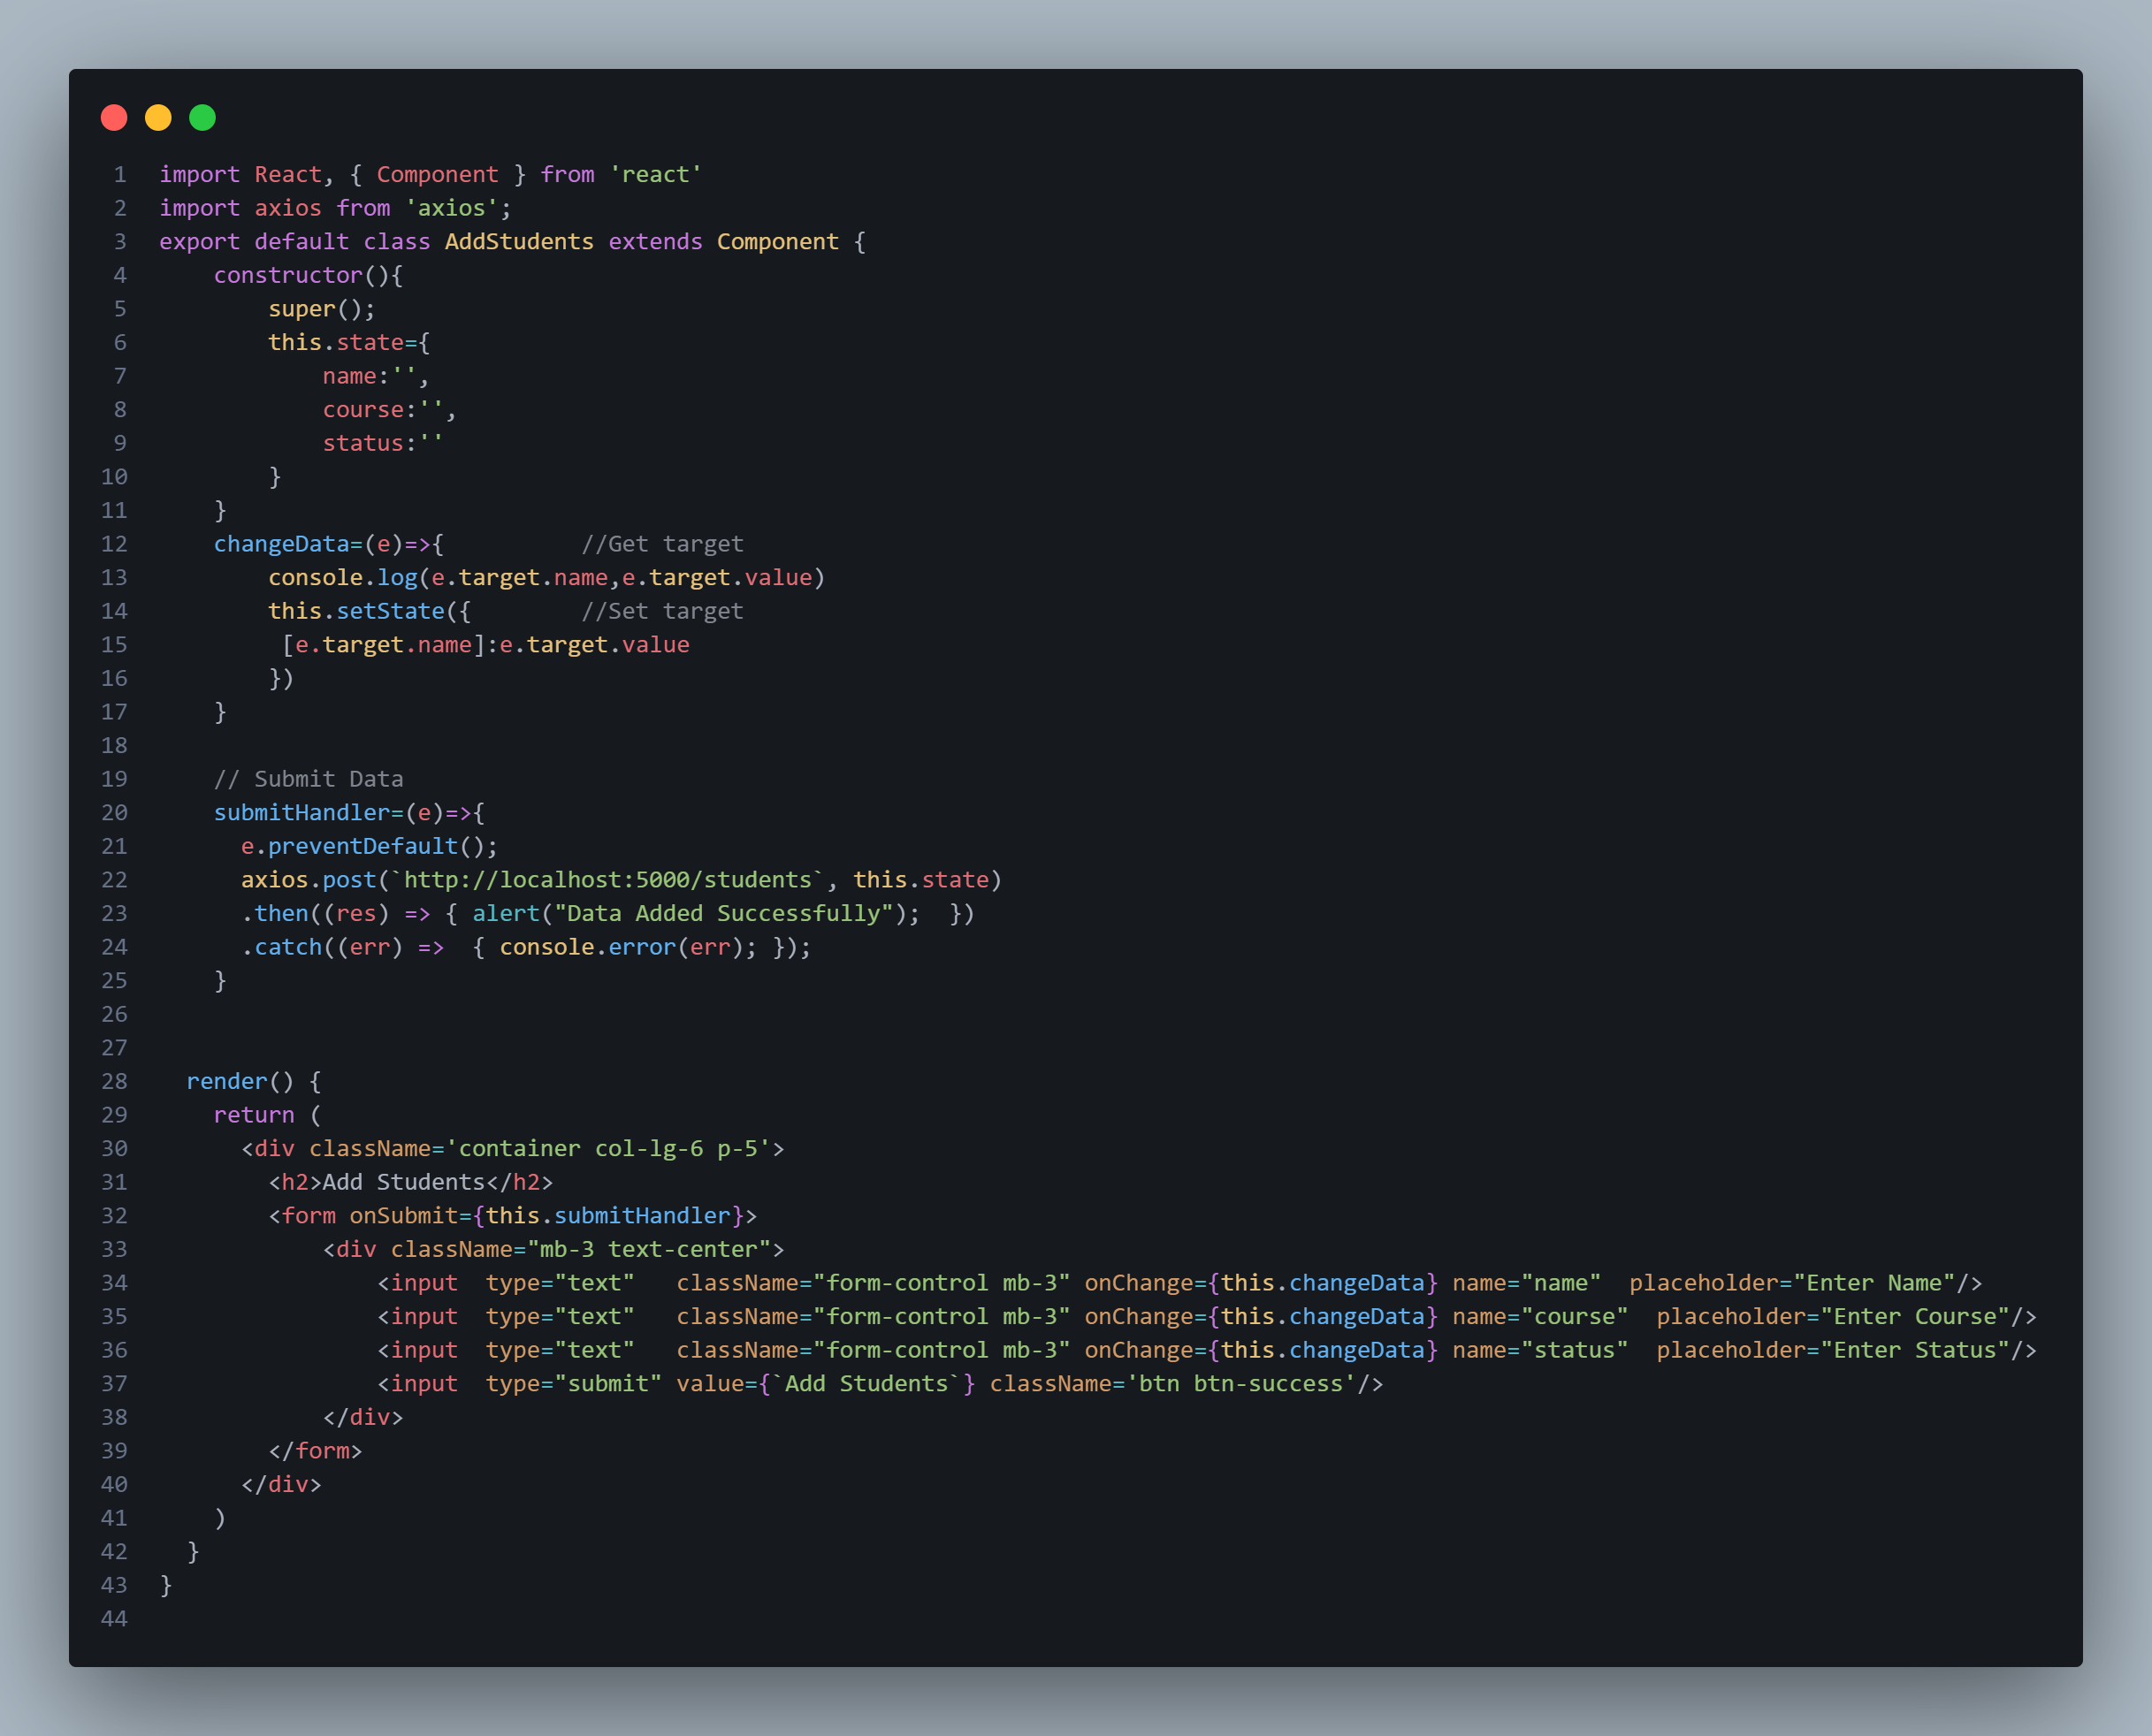 1 import React, { Component } from 'react'
2 import axios from 'axios';
3 export default class AddStudents extends Component {
4     constructor(){
5         super();
6         this.state={
7             name:'',
8             course:'',
9             status:''
10         }
11     }
12     changeData=(e)=>{          //Get target
13         console.log(e.target.name,e.target.value)
14         this.setState({        //Set target
15          [e.target.name]:e.target.value
16         })
17     }
18
19     // Submit Data
20     submitHandler=(e)=>{
21       e.preventDefault();
22       axios.post(`http://localhost:5000/students`, this.state)
23       .then((res) => { alert("Data Added Successfully");  })
24       .catch((err) =>  { console.error(err); });
25     }
26
27
28   render() {
29     return (
30       <div className='container col-lg-6 p-5'>
31         <h2>Add Students</h2>
32         <form onSubmit={this.submitHandler}>
33             <div className="mb-3 text-center">
34                 <input  type="text"   className="form-control mb-3" onChange={this.changeData} name="name"  placeholder="Enter Name"/>
35                 <input  type="text"   className="form-control mb-3" onChange={this.changeData} name="course"  placeholder="Enter Course"/>
36                 <input  type="text"   className="form-control mb-3" onChange={this.changeData} name="status"  placeholder="Enter Status"/>
37                 <input  type="submit" value={`Add Students`} className='btn btn-success'/>
38             </div>
39         </form>
40       </div>
41     )
42   }
43 }
44